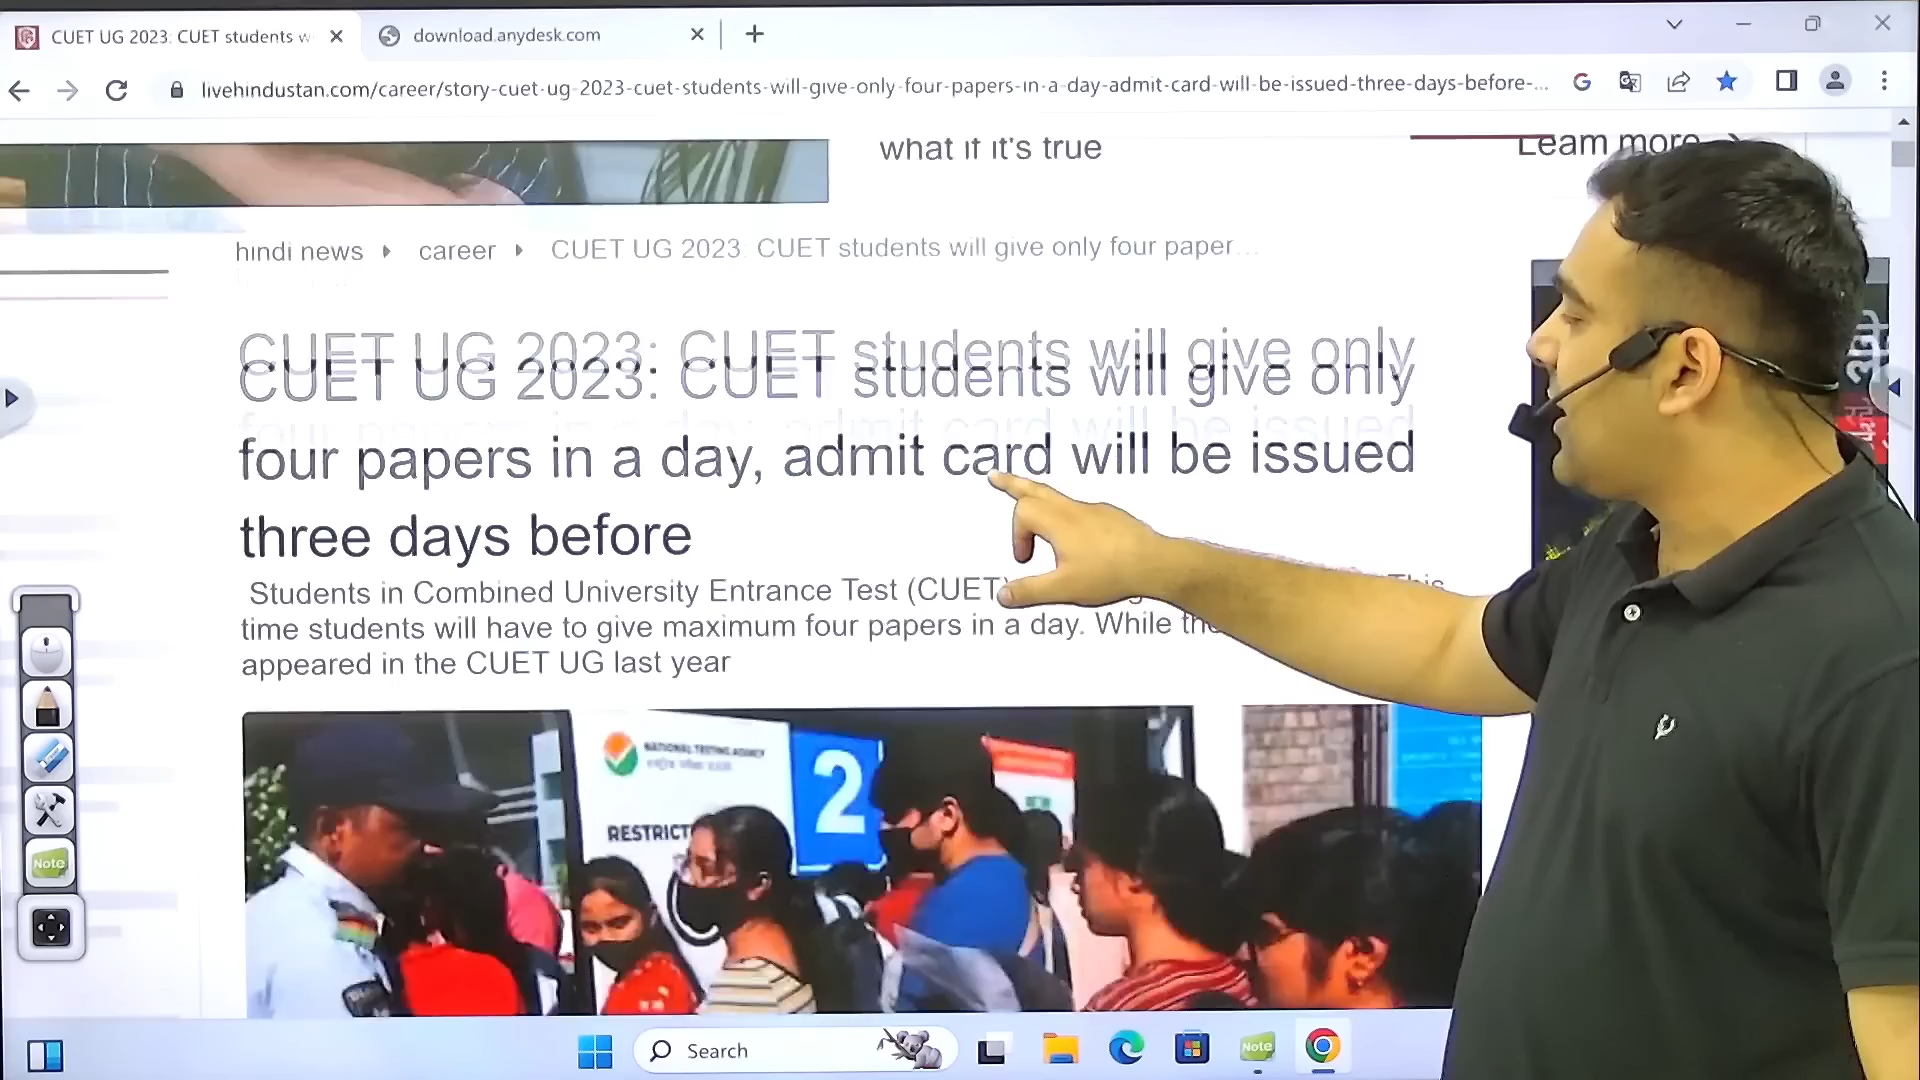 CUET UG 2023: CUET students w
download.anydesk.com
livehindustan.com/career/story-cuet-ug-2023-cuet-students-will-give-only-four-papers-in-a-day-admit-card-will-be-issued-three-days-before-...
what if it's true
Learn more
hindi news
career
CUET UG 2023: CUET students will give only four paper...
CUET UG 2023: CUET students will give only
four papers in a day, admit card will be issued
three days before
Students in Combined University Entrance Test (CUET)
This
time students will have to give maximum four papers in a day. While the
appeared in the CUET UG last year
NATIONAL TESTING AGENCY
2
RESTRICT
Note
Search
Note